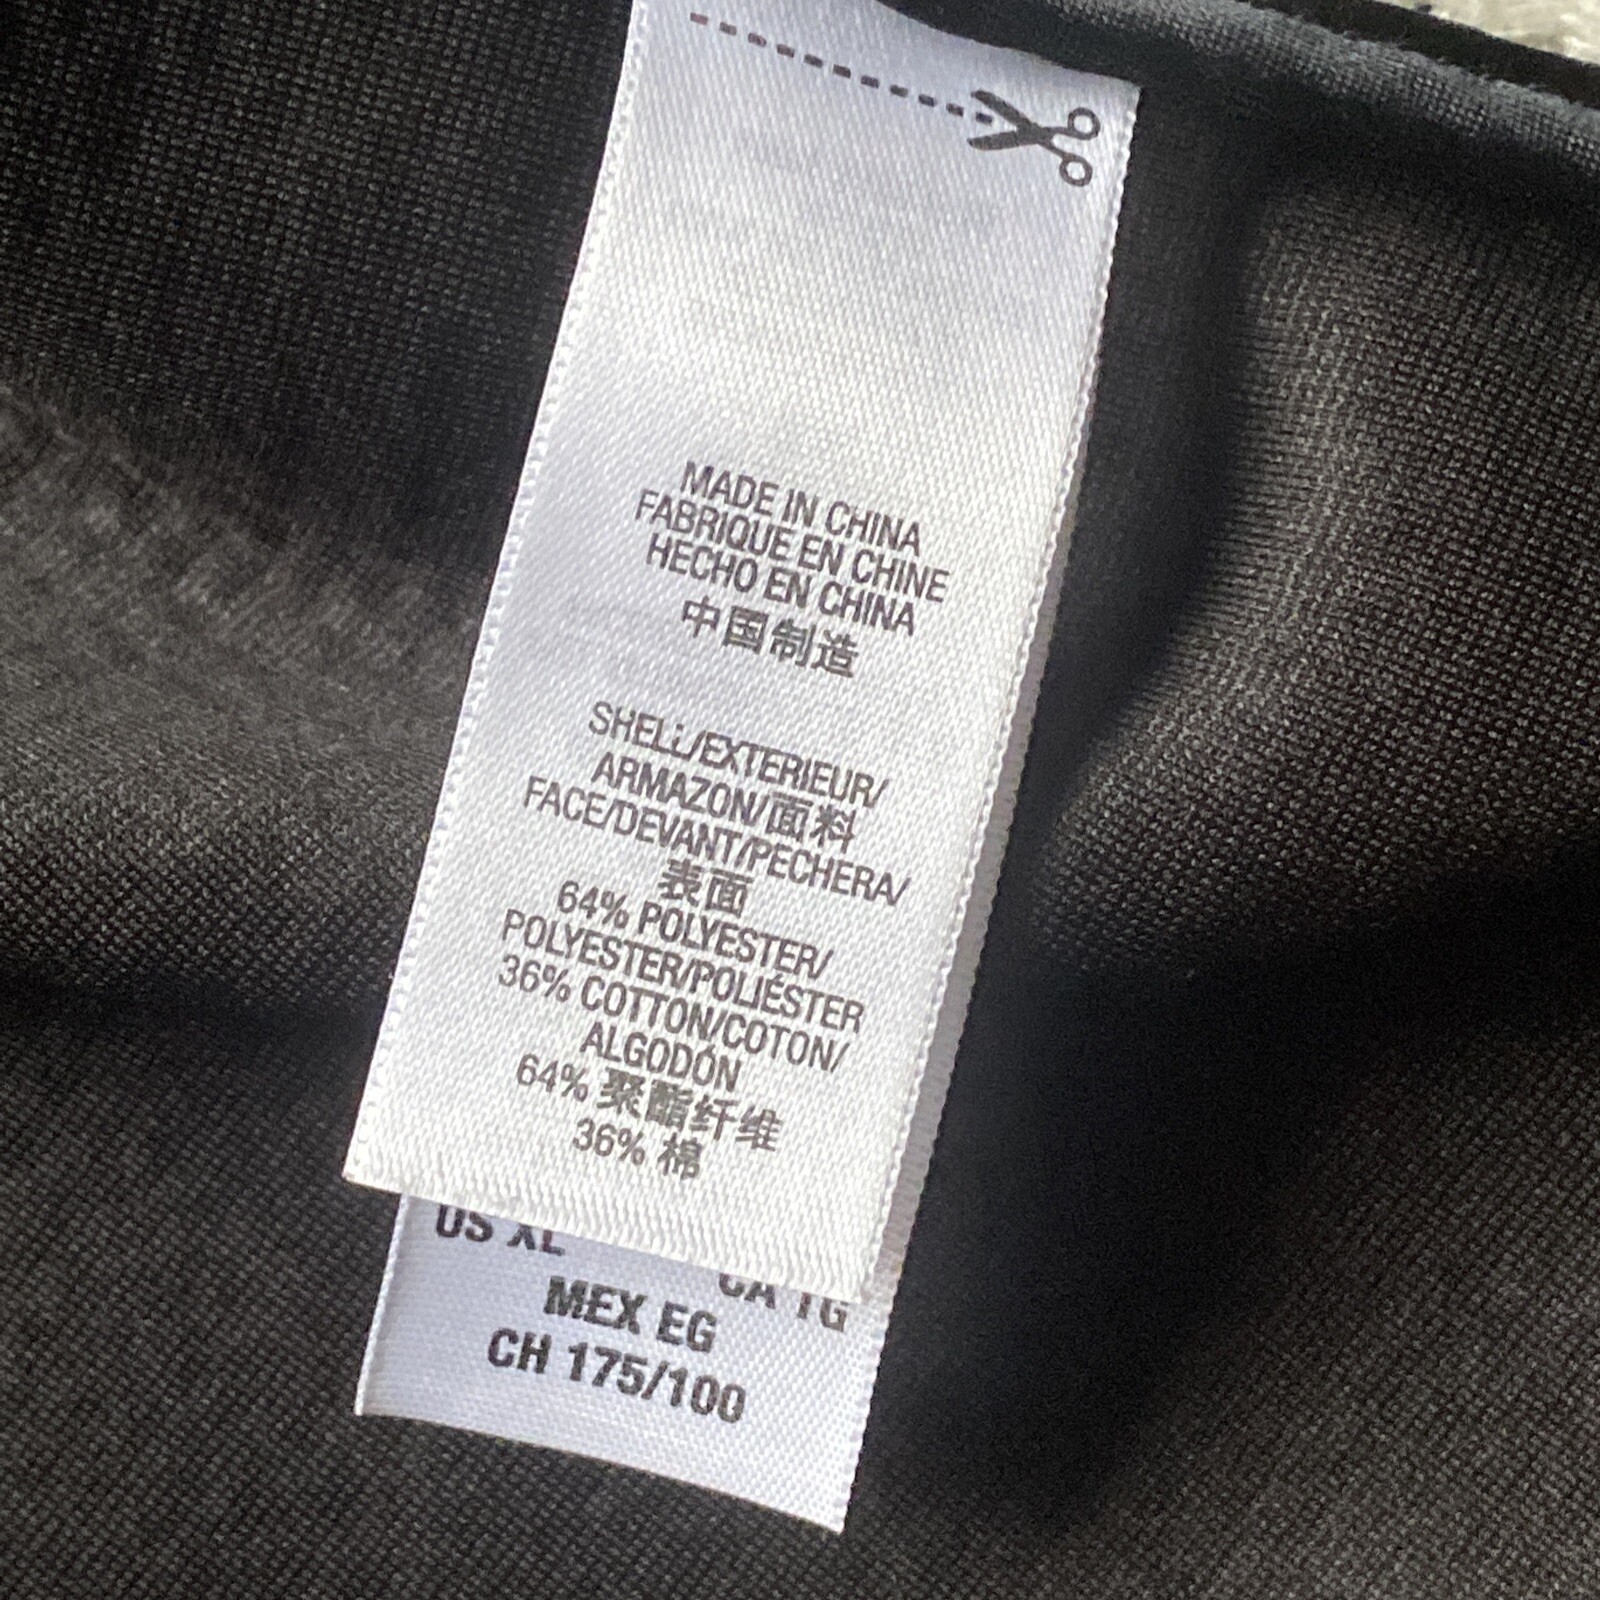 MADE IN CHINA
FABRIQUE EN CHINE
HECHO EN CHINA
中国制造
SHELL/EXTERIEUR/
ARMAZON/面料
FACE/DEVANT/PECHERA/
表面
64% POLYESTER/
POLYESTER/POLIÉSTER
36% COTTON/COTON/
ALGODÓN
64% 聚酯纤维
36% 棉
US XL
CA TG
MEX EG
CH 175/100